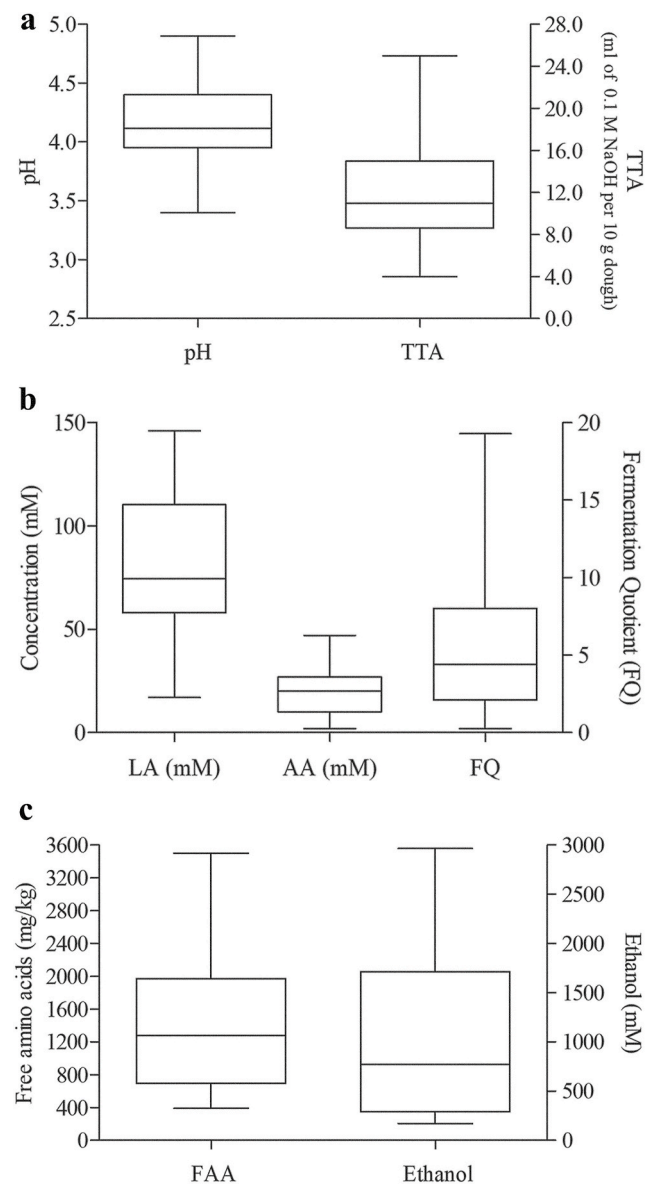 a
5.0
4.5
4.0
3.5
3.0
2.5
pH
28.0
24.0
20.0
16.0
12.0
8.0
4.0
0.0
TTA
(ml of 0.1 M NaOH per 10 g dough)
pH
TTA
b
150
100
50
0
Concentration (mM)
20
15
10
5
0
Fermentation Quotient (FQ)
LA (mM)
AA (mM)
FQ
c
3600
3200
2800
2400
2000
1600
1200
800
400
0
Free amino acids (mg/kg)
3000
2500
2000
1500
1000
500
0
Ethanol (mM)
FAA
Ethanol